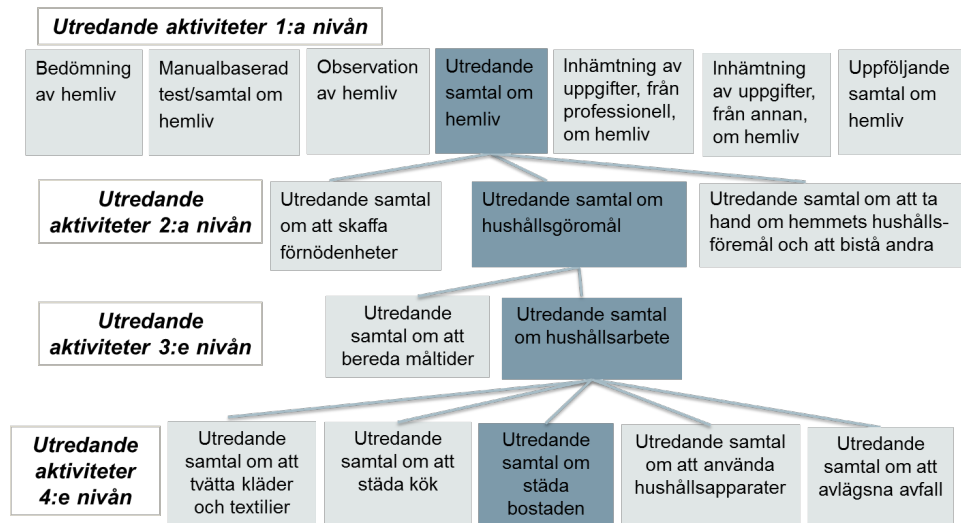 Utredande aktiviteter 1:a nivån
Bedömning
av hemliv
Manualbaserad
test/samtal om
hemliv
Observation
av hemliv
Utredande
samtal om
hemliv
Inhämting av
uppgifter, från
professionell,
om hemliv
Inhämtning
av uppgifter,
från annan,
om hemliv
Uppföljande
samtal om
hemliv
Utredande
aktiviteter 2:a nivån
Utredande samtal
om att skaffa
förnödenheter
Utredande samtal om
hushållsgöromål
Utredande samtal om att ta
hand om hemmets hushålls-
föremål och att bistå andra
Utredande
aktiviteter 3:e nivån
Utredande
samtal om att
bereda måltider
Utredande samtal
om hushållsarbete
Utredande
aktiviteter
4:e nivån
Utredande
samtal om att
tvätta kläder
och textilier
Utredande
samtal om att
städa kök
Utredande
samtal om
städa
bostaden
Utredande samtal
om att använda
hushållsapparater
Utredande
samtal om att
avlägsna avfall